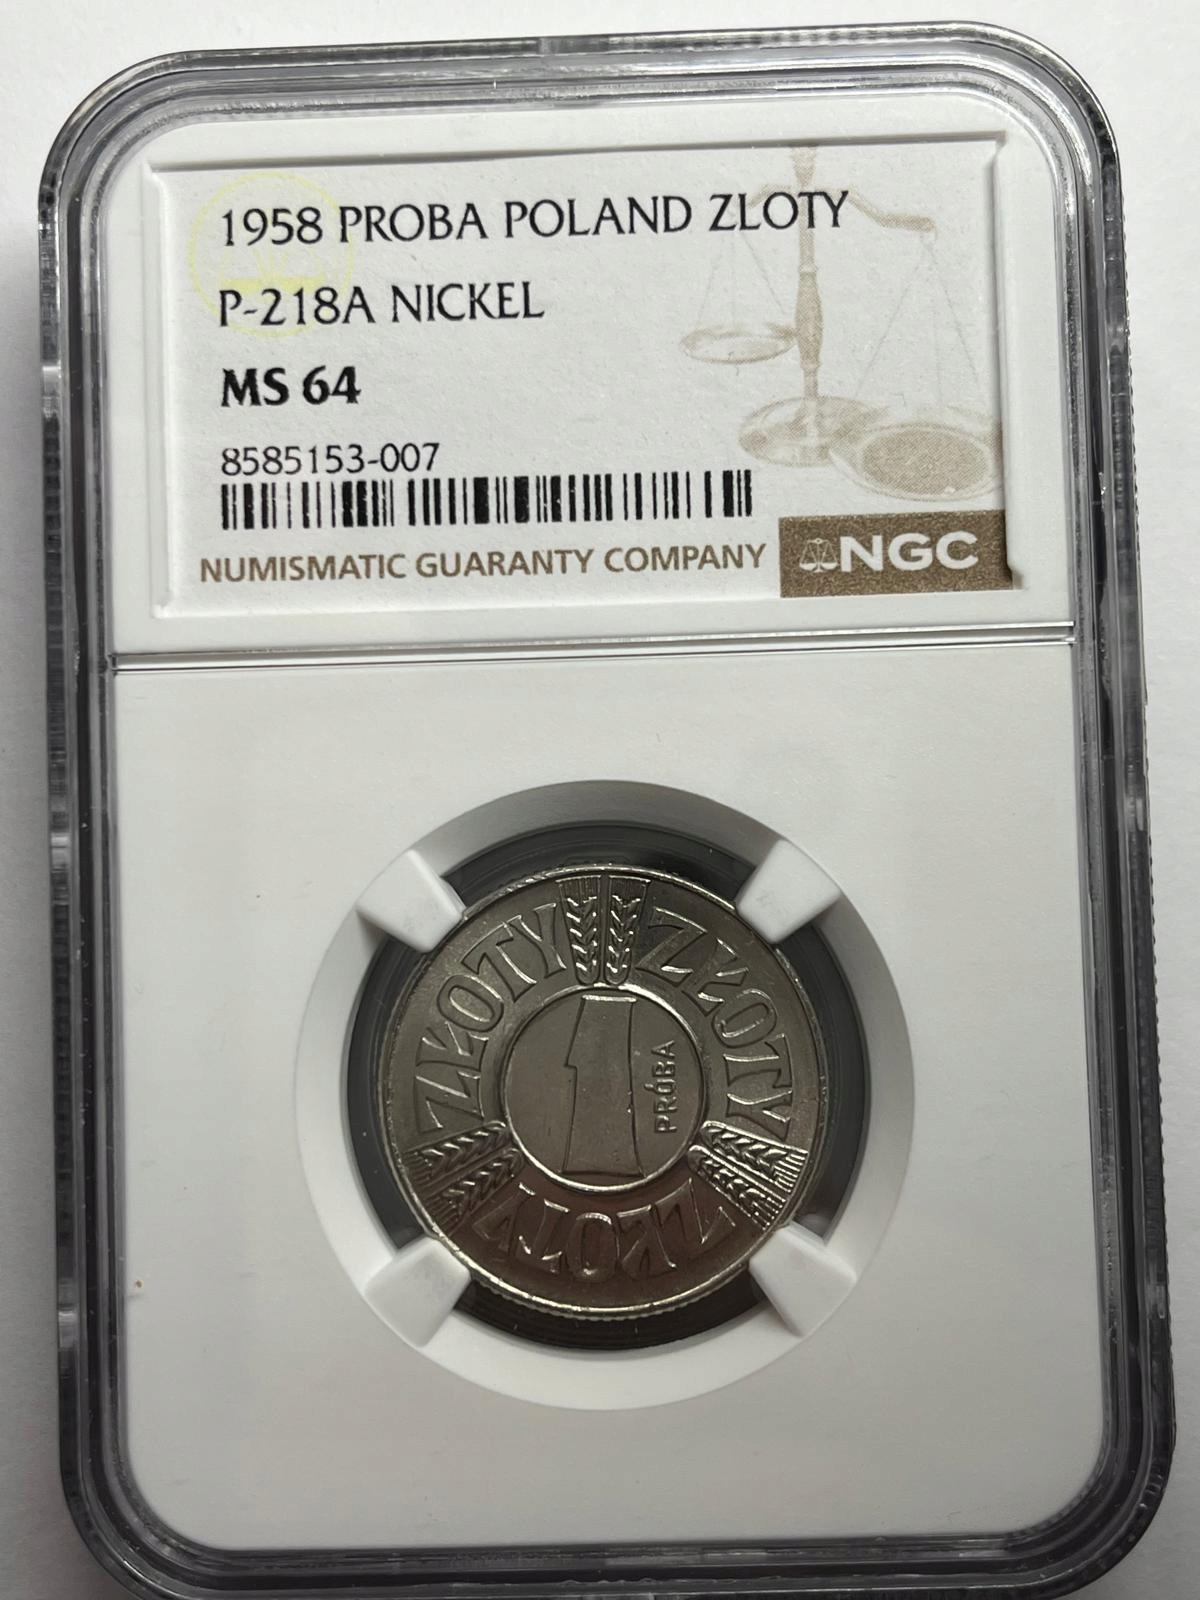 1958 PROBA POLAND ZLOTY
P-218A NICKEL
MS 64
8585153-007
NUMISMATIC GUARANTY COMPANY
NGC
ZŁOTY
ZŁOTY
ZŁOTY
1
PRÓBA